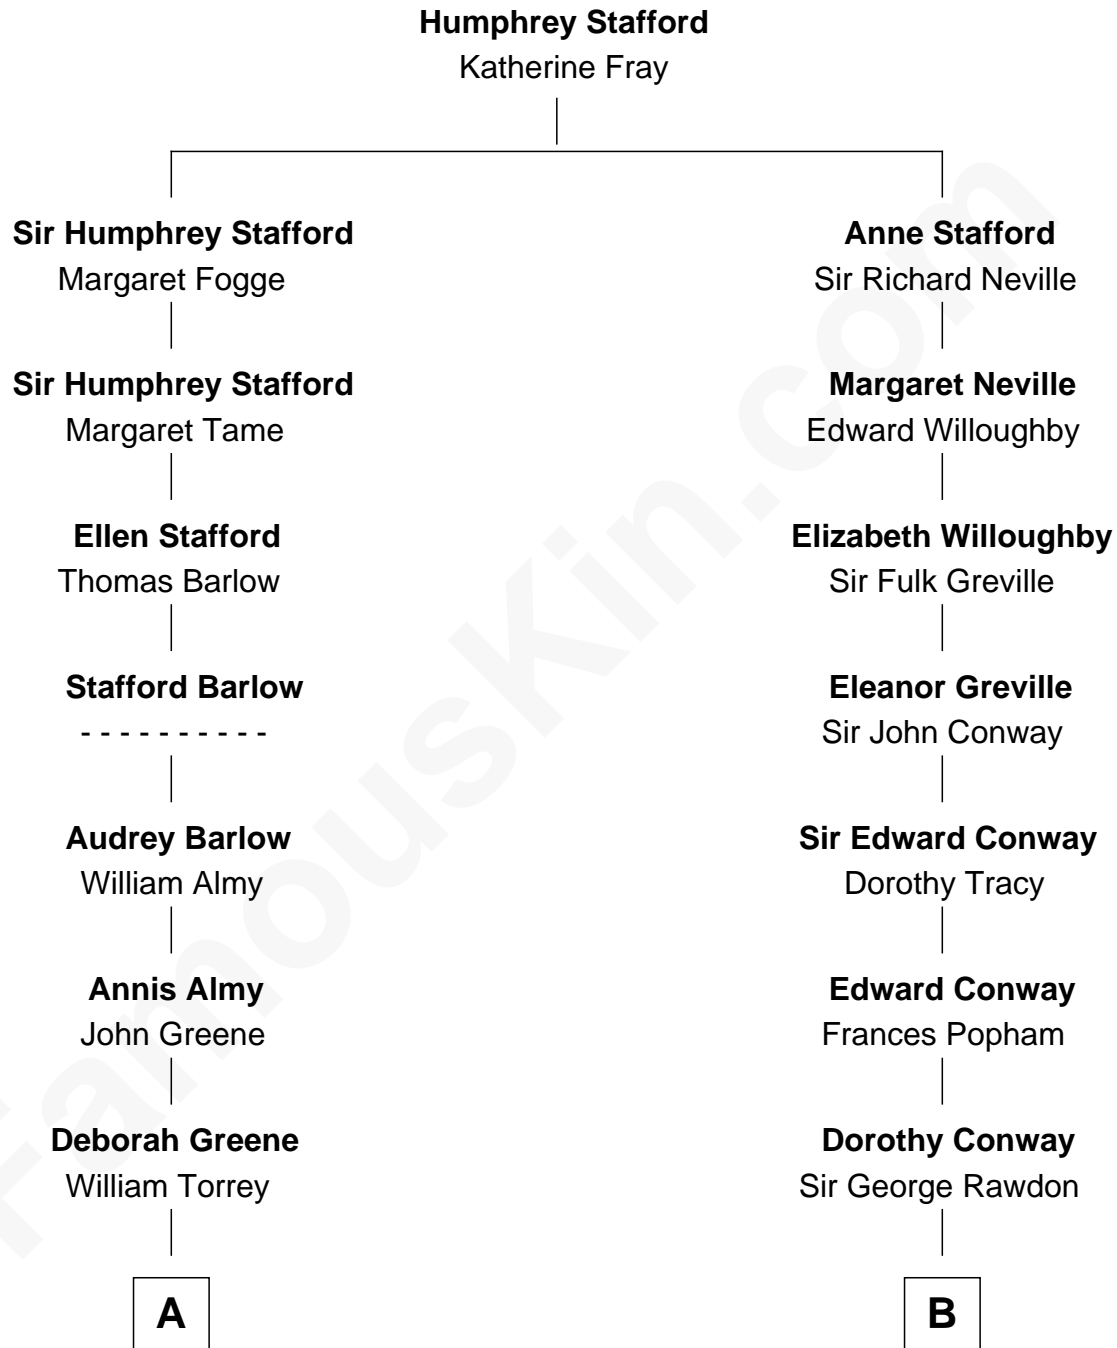 Humphrey Stafford
Katherine Fray
Sir Humphrey Stafford
Margaret Fogge
Sir Humphrey Stafford
Margaret Tame
Ellen Stafford
Thomas Barlow
Stafford Barlow
- - - - - - - - - -
Audrey Barlow
William Almy
Annis Almy
John Greene
Deborah Greene
William Torrey
A
Anne Stafford
Sir Richard Neville
Margaret Neville
Edward Willoughby
Elizabeth Willoughby
Sir Fulk Greville
Eleanor Greville
Sir John Conway
Sir Edward Conway
Dorothy Tracy
Edward Conway
Frances Popham
Dorothy Conway
Sir George Rawdon
B
FamousKin.com